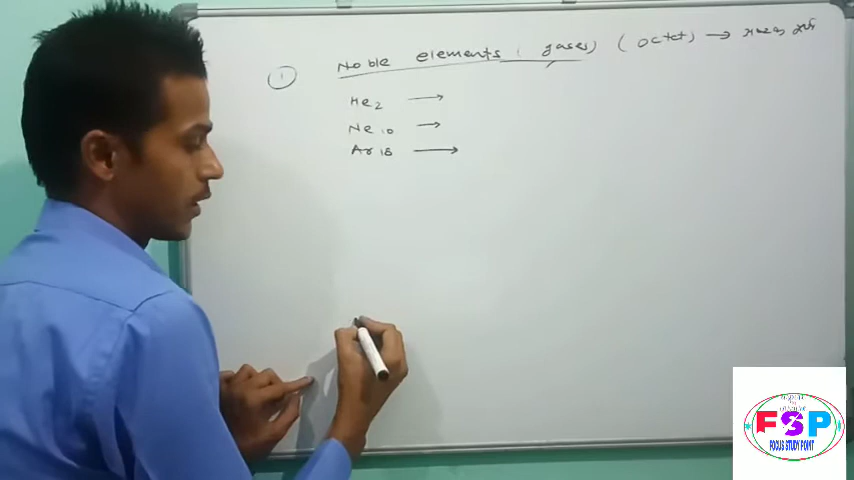 ① Noble elements (gases) (octet) →
He₂ →
Ne₁₀ →
Ar₁₈ →
FSP
FOCUS STUDY POINT